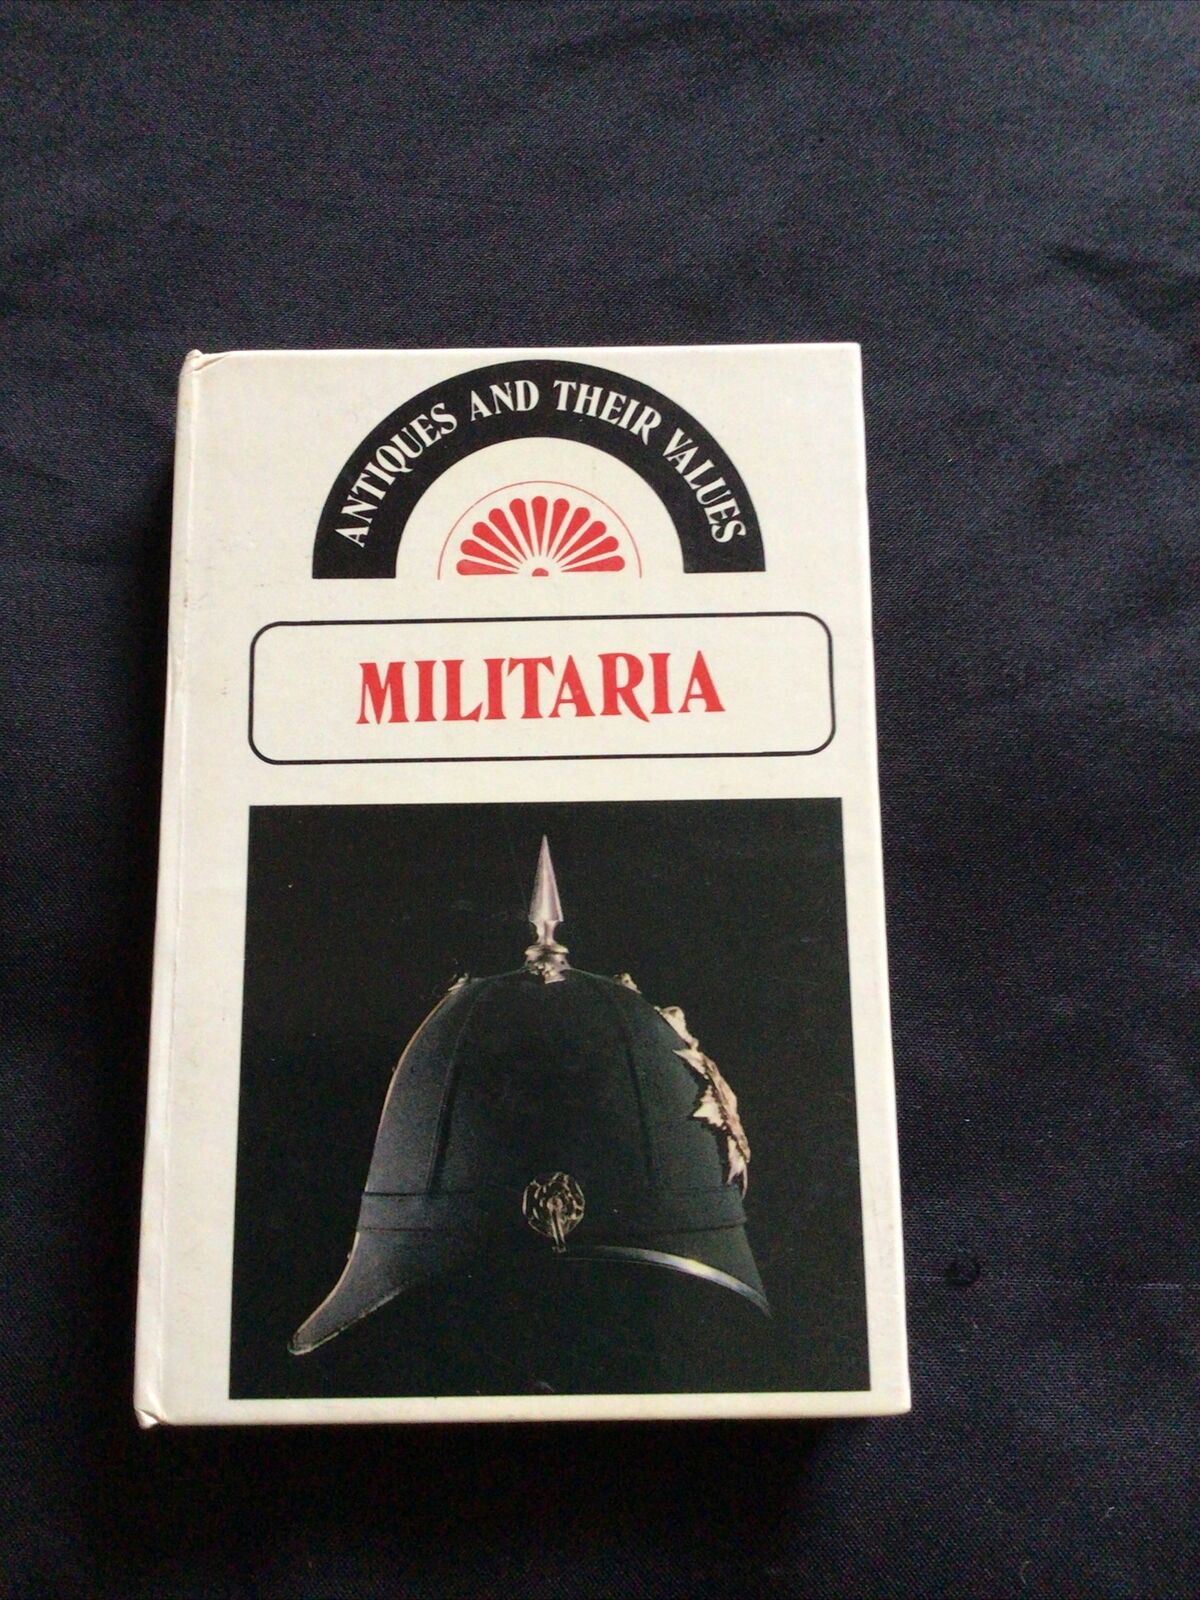 ANTIQUES AND THEIR VALUES
MILITARIA